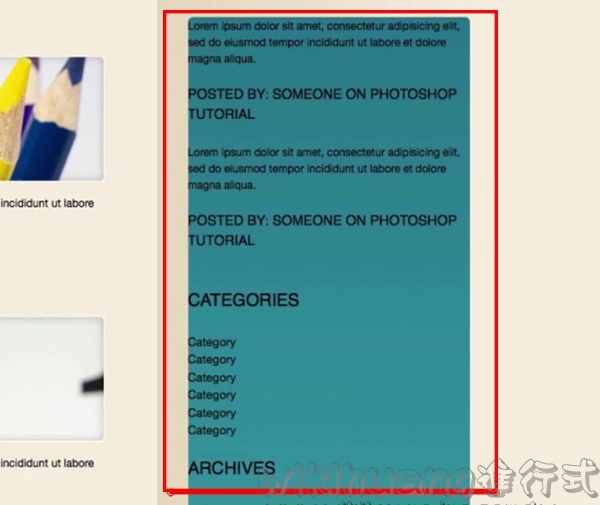 Lorem ipsum dolor sit amet, consectetur adipisicing elit,
sed do eiusmod tempor incididunt ut labore et dolore
magna aliqua.
POSTED BY: SOMEONE ON PHOTOSHOP
TUTORIAL
Lorem ipsum dolor sit amet, consectetur adipisicing elit,
sed do eiusmod tempor incididunt ut labore et dolore
magna aliqua.
POSTED BY: SOMEONE ON PHOTOSHOP
TUTORIAL
CATEGORIES
Category
Category
Category
Category
Category
Category
ARCHIVES
incididunt ut labore
incididunt ut labore
wikihuang進行式